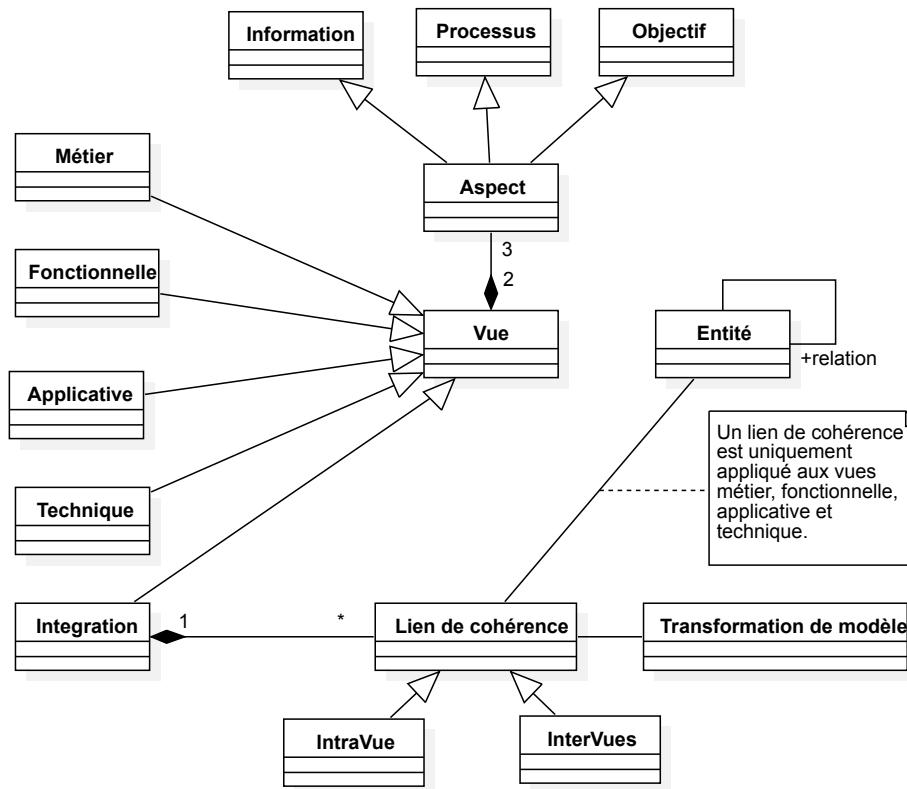 Information
Processus
Objectif
Métier
Aspect
3
2
Fonctionnelle
Vue
Entité
+relation
Applicative
Un lien de cohérence
est uniquement
appliqué aux vues
métier, fonctionnelle,
applicative et
technique.
Technique
Integration
1
*
Lien de cohérence
Transformation de modèle
IntraVue
InterVues